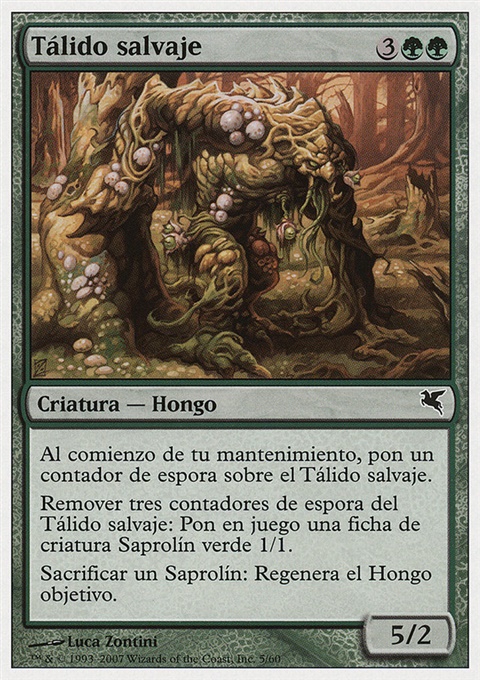 Tálido salvaje 3
Criatura — Hongo
Al comienzo de tu mantenimiento, pon un
contador de espora sobre el Tálido salvaje.
Remover tres contadores de espora del
Tálido salvaje: Pon en juego una ficha de
criatura Saprolín verde 1/1.
Sacrificar un Saprolín: Regenera el Hongo
objetivo.
Luca Zontini
5/2
™ & © 1993–2007 Wizards of the Coast, Inc. 5/60